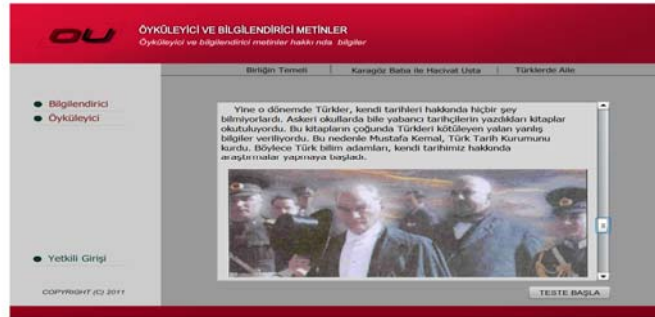 OU
ÖYKÜLEYİCİ VE BİLGİLENDİRİCİ METİNLER
Öyküleyici ve bilgilendirici metinler hakkı nda bilgiler
Birliğin Temeli | Karagöz Baba ile Hacivat Usta | Türklerde Aile
Bilgilendirici
Öyküleyici
Yine o dönemde Türkler, kendi tarihleri hakkında hiçbir şey
bilmiyorlardı. Askeri okullarda bile yabancı tarihçilerin yazdıkları kitaplar
okutuluyordu. Bu kitapların çoğunda Türkleri kötüleyen yalan yanlış
bilgiler veriliyordu. Bu nedenle Mustafa Kemal, Türk Tarih Kurumunu
kurdu. Böylece Türk bilim adamları, kendi tarihimiz hakkında
araştırmalar yapmaya başladı.
Yetkili Girişi
COPYRIGHT (C) 2011
TESTE BAŞLA